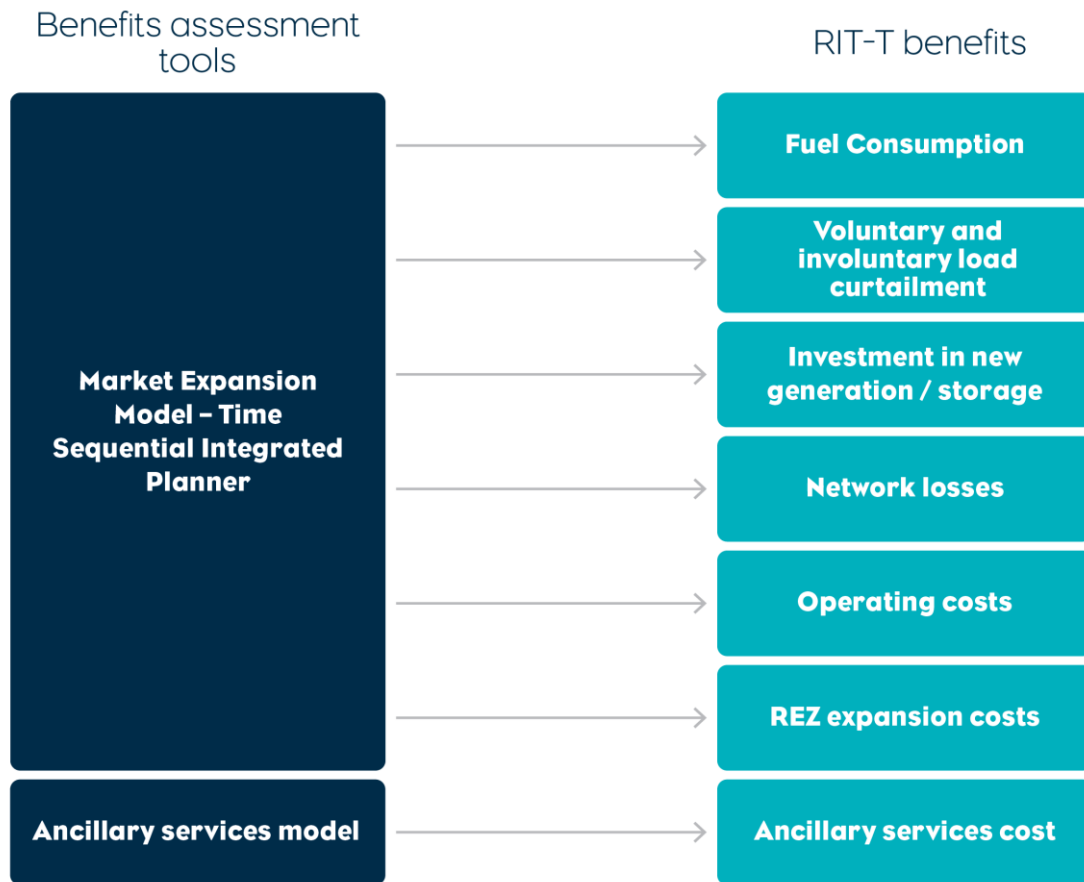 Benefits assessment
tools
RIT-T benefits
Market Expansion
Model – Time
Sequential Integrated
Planner
Fuel Consumption
Voluntary and
involuntary load
curtailment
Investment in new
generation / storage
Network losses
Operating costs
REZ expansion costs
Ancillary services model
Ancillary services cost